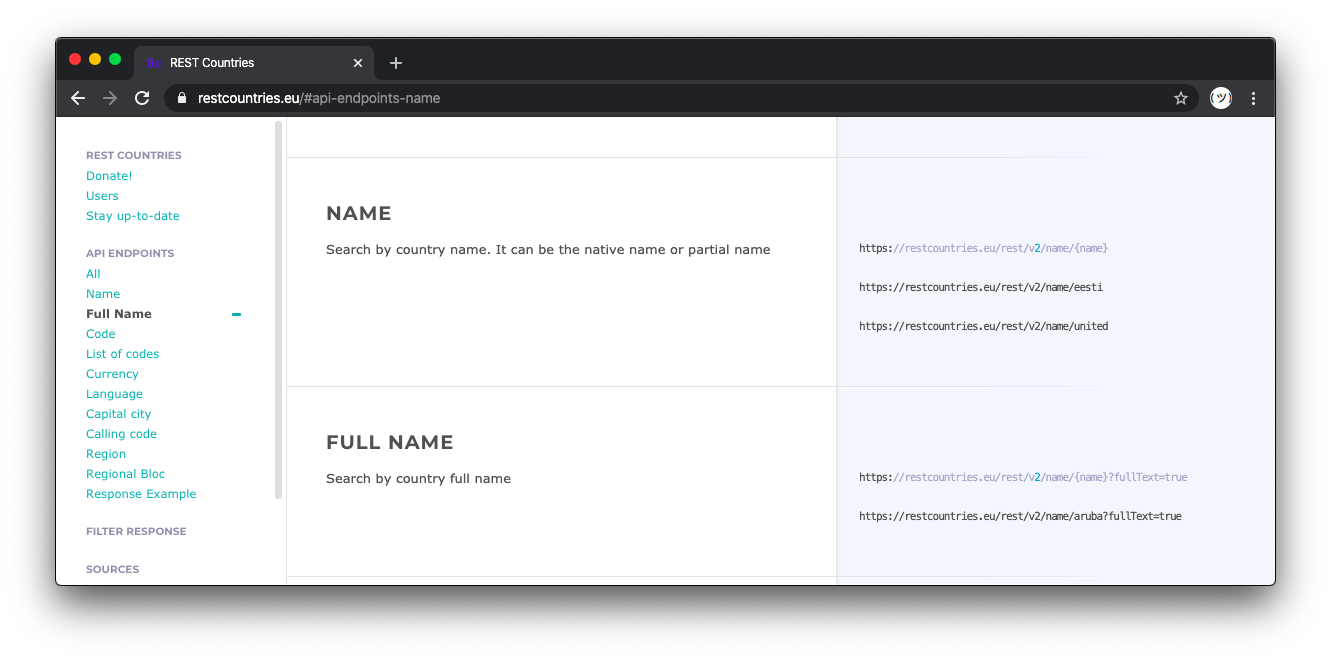 REST Countries
restcountries.eu/#api-endpoints-name
REST COUNTRIES
Donate!
Users
Stay up-to-date
API ENDPOINTS
All
Name
Full Name
Code
List of codes
Currency
Language
Capital city
Calling code
Region
Regional Bloc
Response Example
FILTER RESPONSE
SOURCES
NAME
Search by country name. It can be the native name or partial name
https://restcountries.eu/rest/v2/name/{name}
https://restcountries.eu/rest/v2/name/eesti
https://restcountries.eu/rest/v2/name/united
FULL NAME
Search by country full name
https://restcountries.eu/rest/v2/name/{name}?fullText=true
https://restcountries.eu/rest/v2/name/aruba?fullText=true